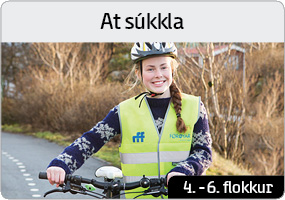 At súkkla
4. - 6. flokkur